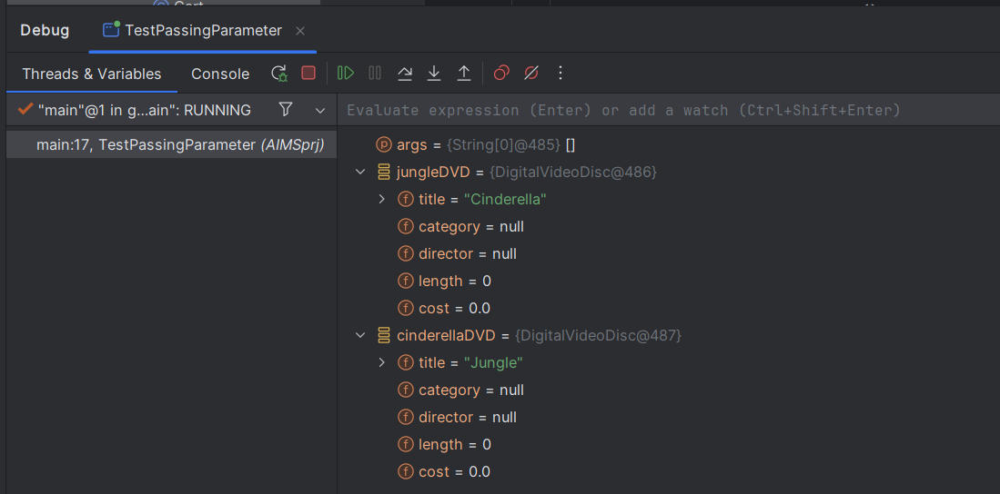 Debug TestPassingParameter
Threads & Variables Console
"main"@1 in g...ain": RUNNING
Evaluate expression (Enter) or add a watch (Ctrl+Shift+Enter)
main:17, TestPassingParameter (AIMSprj)
args = {String[0]@485} []
jungleDVD = {DigitalVideoDisc@486}
title = "Cinderella"
category = null
director = null
length = 0
cost = 0.0
cinderellaDVD = {DigitalVideoDisc@487}
title = "Jungle"
category = null
director = null
length = 0
cost = 0.0